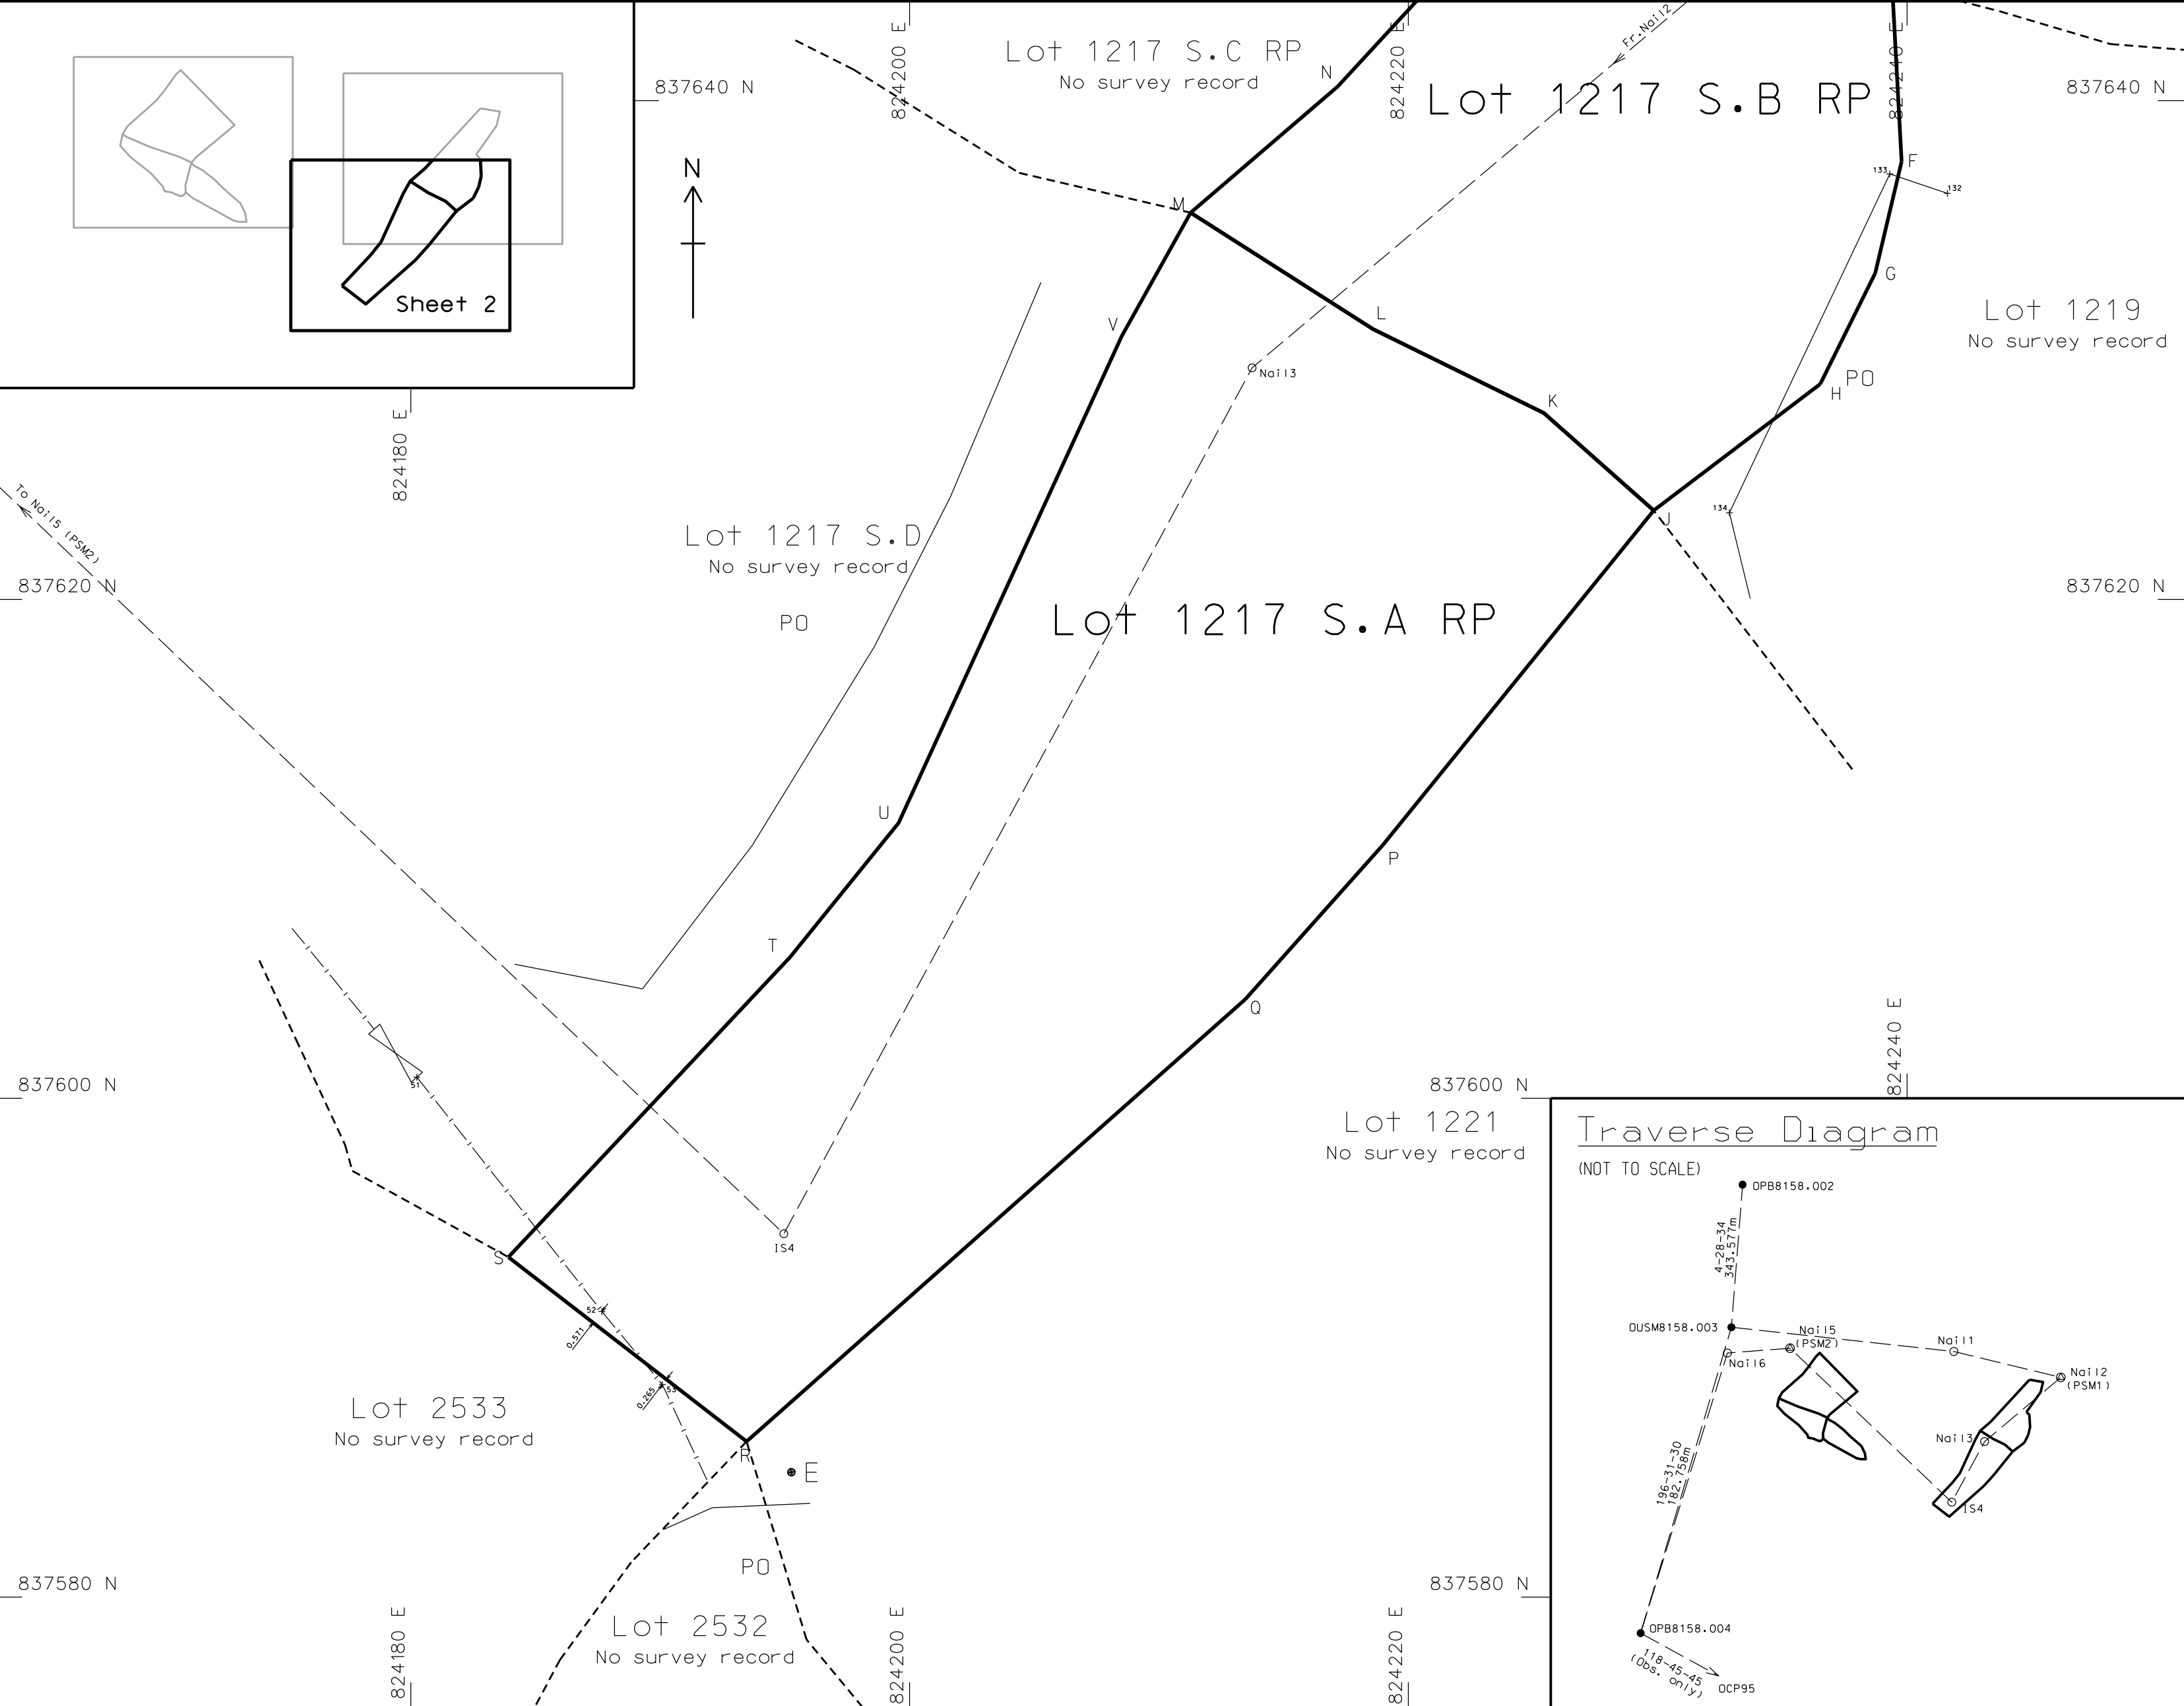 824200 E
Lot 1217 S.C RP
No survey record
N
824220 E
Fr.Nail2
Lot 1217 S.B RP
824240 E
837640 N
837640 N
N
Sheet 2
M
F
133
132
G
V
L
Lot 1219
No survey record
Nail3
K
H
PO
824180 E
To Nail5 (PSM2)
134
J
Lot 1217 S.D
No survey record
837620 N
837620 N
PO
Lot 1217 S.A RP
U
P
T
Q
51
837600 N
837600 N
824240 E
Lot 1221
No survey record
S
IS4
52
0.571
0.265
53
Lot 2533
No survey record
R
E
PO
837580 N
837580 N
Lot 2532
No survey record
824180 E
824200 E
824220 E
Traverse Diagram
(NOT TO SCALE)
OPB8158.002
4-28-34
343.577m
OUSM8158.003
Nail5
(PSM2)
Nail1
Nail6
Nail2
(PSM1)
Nail3
196-31-30
182.758m
IS4
OPB8158.004
118-45-45
(Obs. only)
OCP95